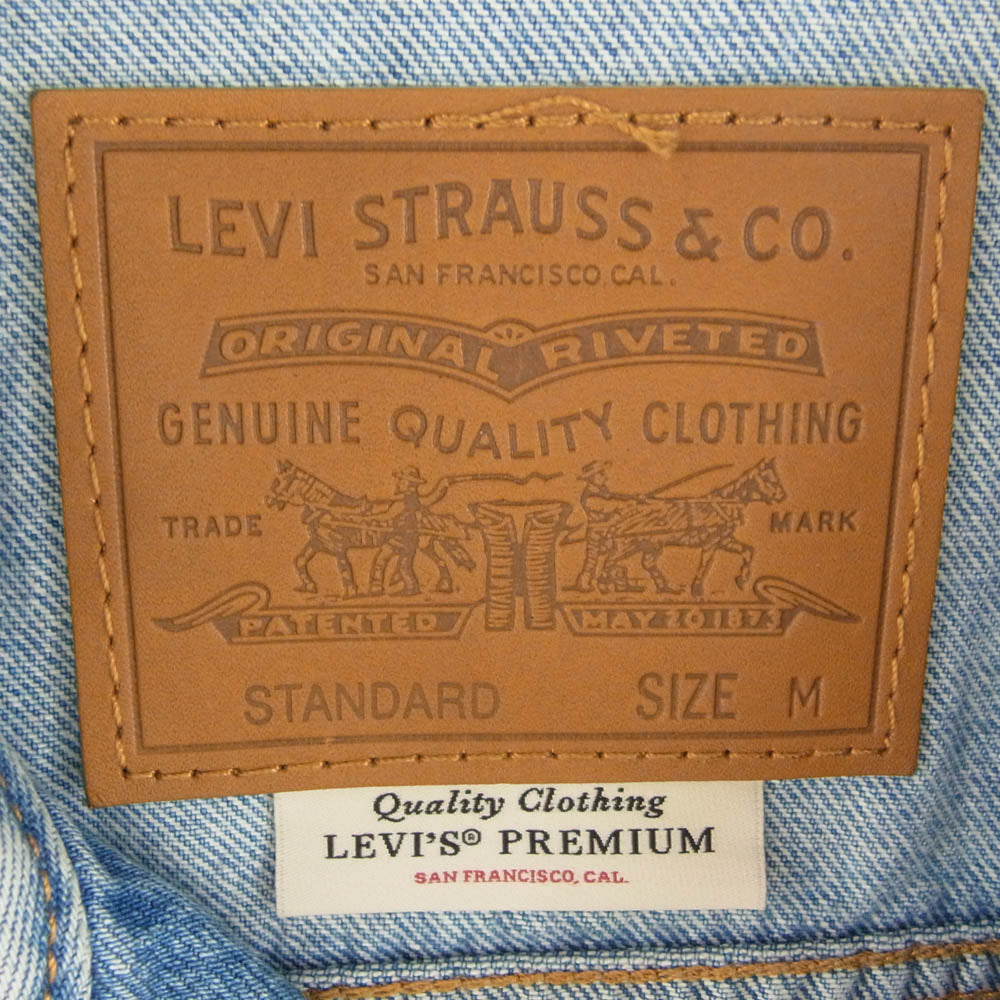 LEVI STRAUSS & CO.
SAN FRANCISCO, CAL.
ORIGINAL RIVETED
GENUINE QUALITY CLOTHING
TRADE MARK
PATENTED MAY 20 1873
STANDARD SIZE M
Quality Clothing
LEVI'S® PREMIUM
SAN FRANCISCO, CAL.